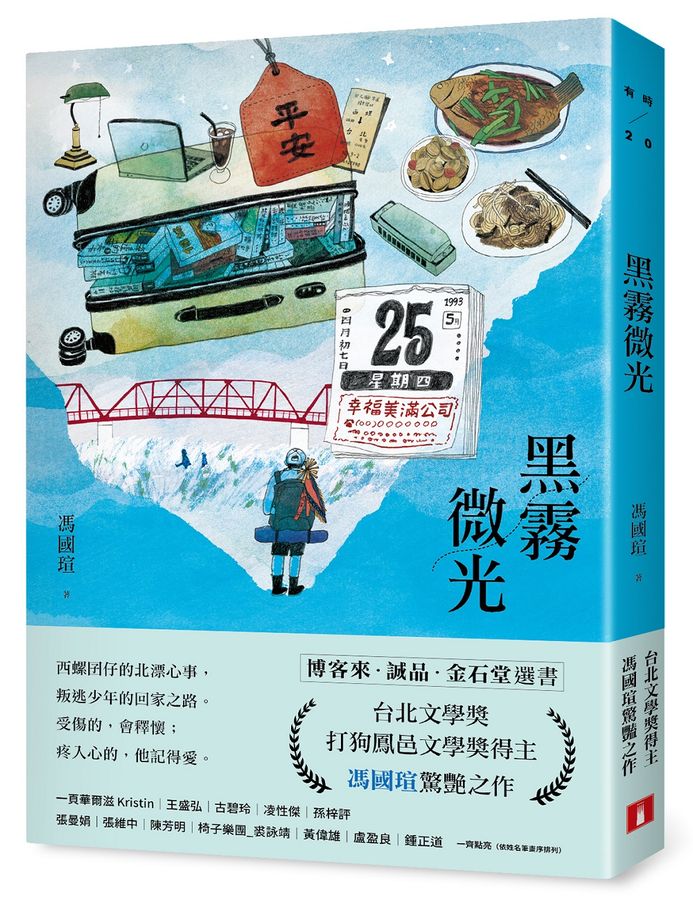 平安
1993
5月
25
四月初七日
星期四
幸福美滿公司
☎(00)0000000
黑霧
微光
馮國瑄 著
西螺囝仔的北漂心事，
叛逃少年的回家之路。
受傷的，會釋懷；
疼入心的，他記得愛。
博客來·誠品·金石堂選書
台北文學獎
打狗鳳邑文學獎得主
馮國瑄驚艷之作
一頁華爾滋 Kristin｜王盛弘｜古碧玲｜凌性傑｜孫梓評
張曼娟｜張維中｜陳芳明｜椅子樂團_裘詠靖｜黃偉雄｜盧盈良｜鍾正道 一齊點亮（依姓名筆畫序排列）
有時/20
黑霧微光
馮國瑄 著
台北文學獎得主
馮國瑄驚豔之作